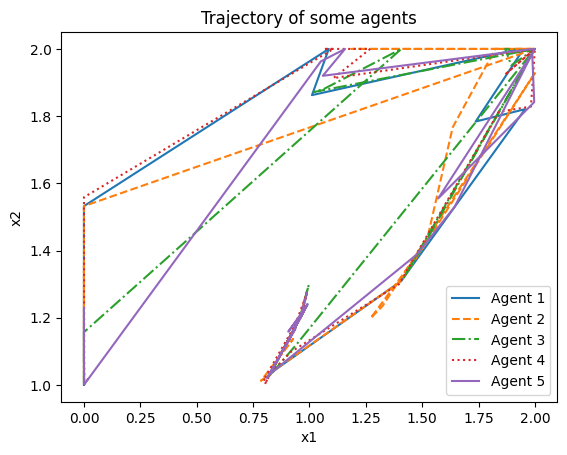 Trajectory of some agents
x2
2.0
1.8
1.6
1.4
1.2
1.0
0.00 0.25 0.50 0.75 1.00 1.25 1.50 1.75 2.00
x1
Agent 1
Agent 2
Agent 3
Agent 4
Agent 5